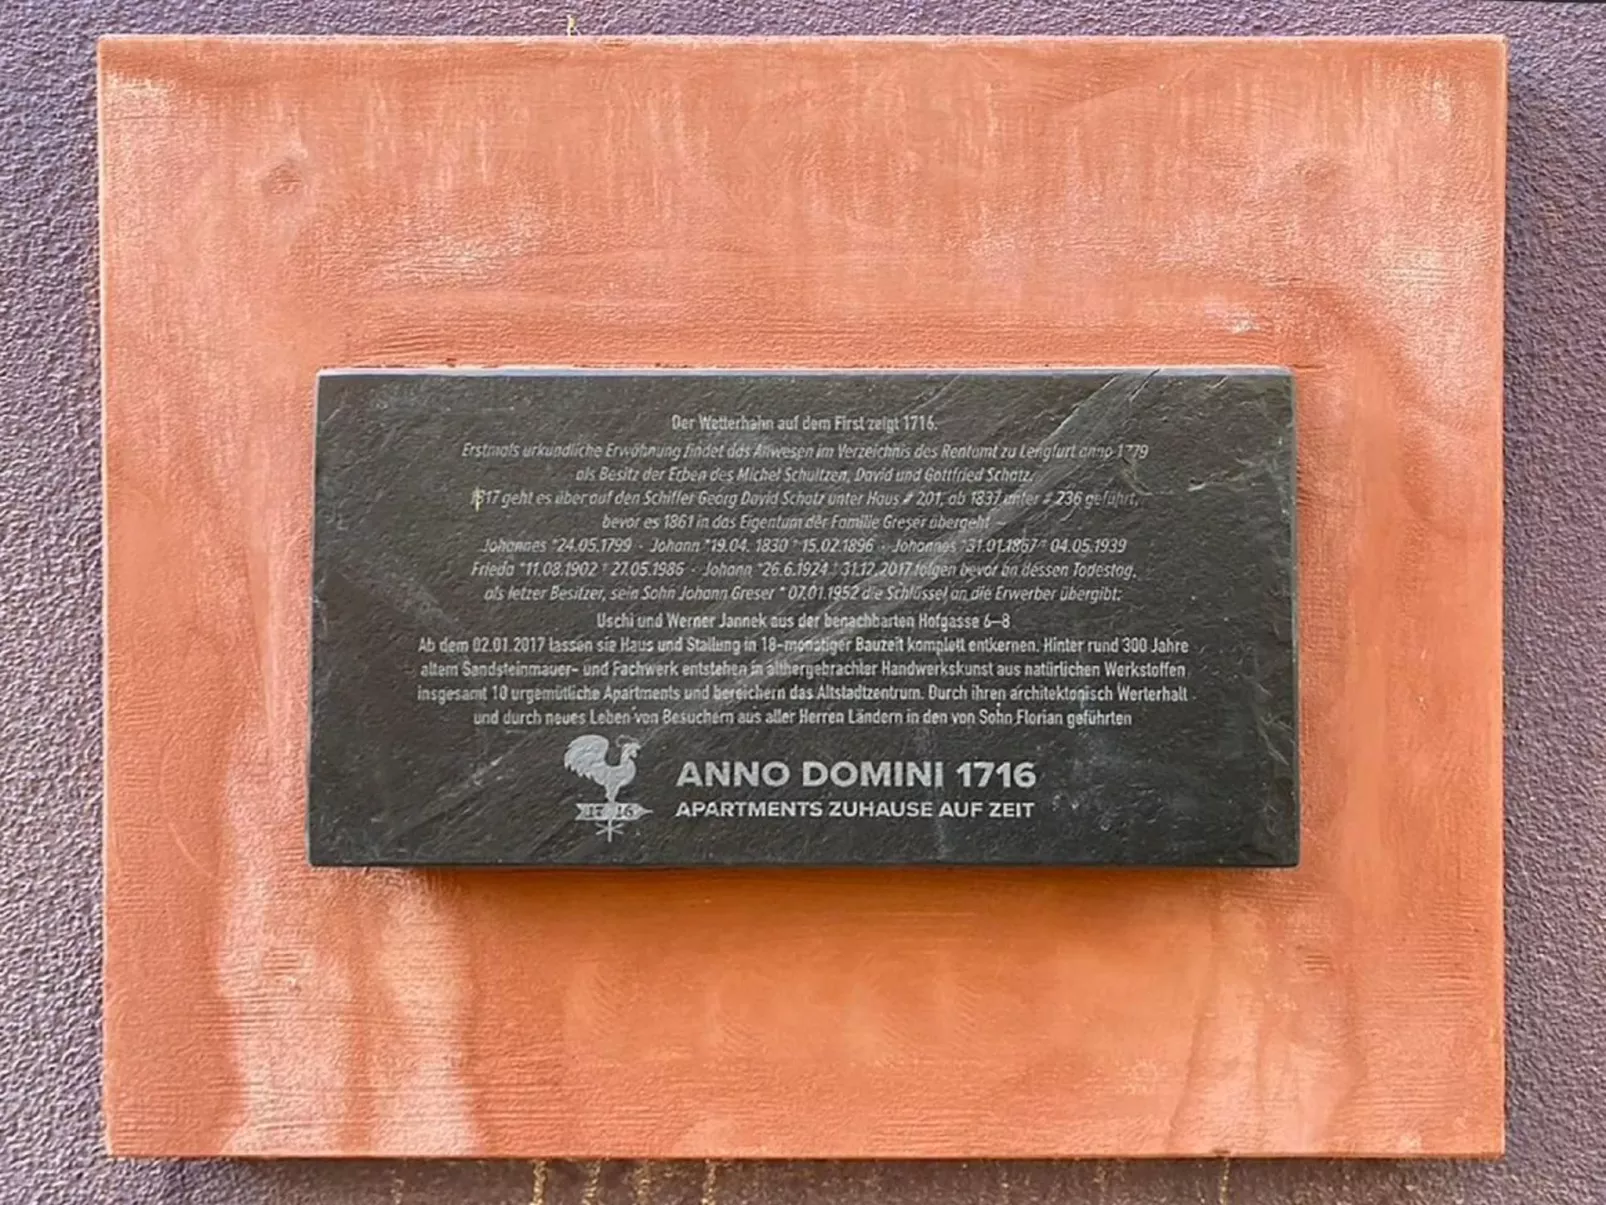 Der Wetterhahn auf dem First zeigt 1716.
Erstmals urkundliche Erwähnung findet das Anwesen im Verzeichnis des Rentamt zu Lengfurt anno 1779
als Besitz der Erben des Michel Schultzen, David und Gottfried Schatz.
1817 geht es über auf den Schiffer Georg David Schatz unter Haus # 201, ab 1837 unter # 236 geführt,
bevor es 1861 in das Eigentum der Familie Greser übergeht –
Johannes *24.05.1799 · Johann *19.04. 1830 † 15.02.1896 · Johannes *31.01.1867 † 04.05.1939
Frieda *11.08.1902 † 27.05.1986 · Johann *26.6.1924 † 31.12.2017 folgen bevor an dessen Todestag,
als letzer Besitzer, sein Sohn Johann Greser * 07.01.1952 die Schlüssel an die Erwerber übergibt:
Uschi und Werner Jannek aus der benachbarten Hofgasse 6–8
Ab dem 02.01.2017 lassen sie Haus und Stallung in 18-monatiger Bauzeit komplett entkernen. Hinter rund 300 Jahre
altem Sandsteinmauer- und Fachwerk entstehen in althergebrachter Handwerkskunst aus natürlichen Werkstoffen
insgesamt 10 urgemütliche Apartments und bereichern das Altstadtzentrum. Durch ihren architektonisch Werterhalt
und durch neues Leben von Besuchern aus aller Herren Ländern in den von Sohn Florian geführten
ANNO DOMINI 1716
APARTMENTS ZUHAUSE AUF ZEIT
17 16